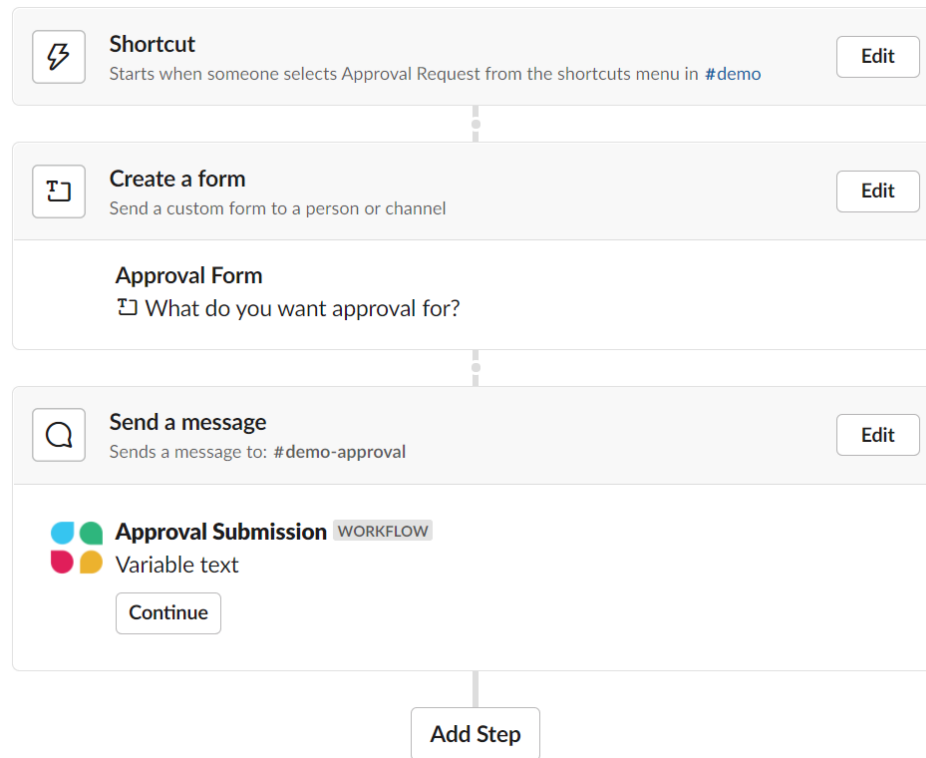 Shortcut
Starts when someone selects Approval Request from the shortcuts menu in #demo
Edit
Create a form
Send a custom form to a person or channel
Edit
Approval Form
What do you want approval for?
Send a message
Sends a message to: #demo-approval
Edit
Approval Submission WORKFLOW
Variable text
Continue
Add Step